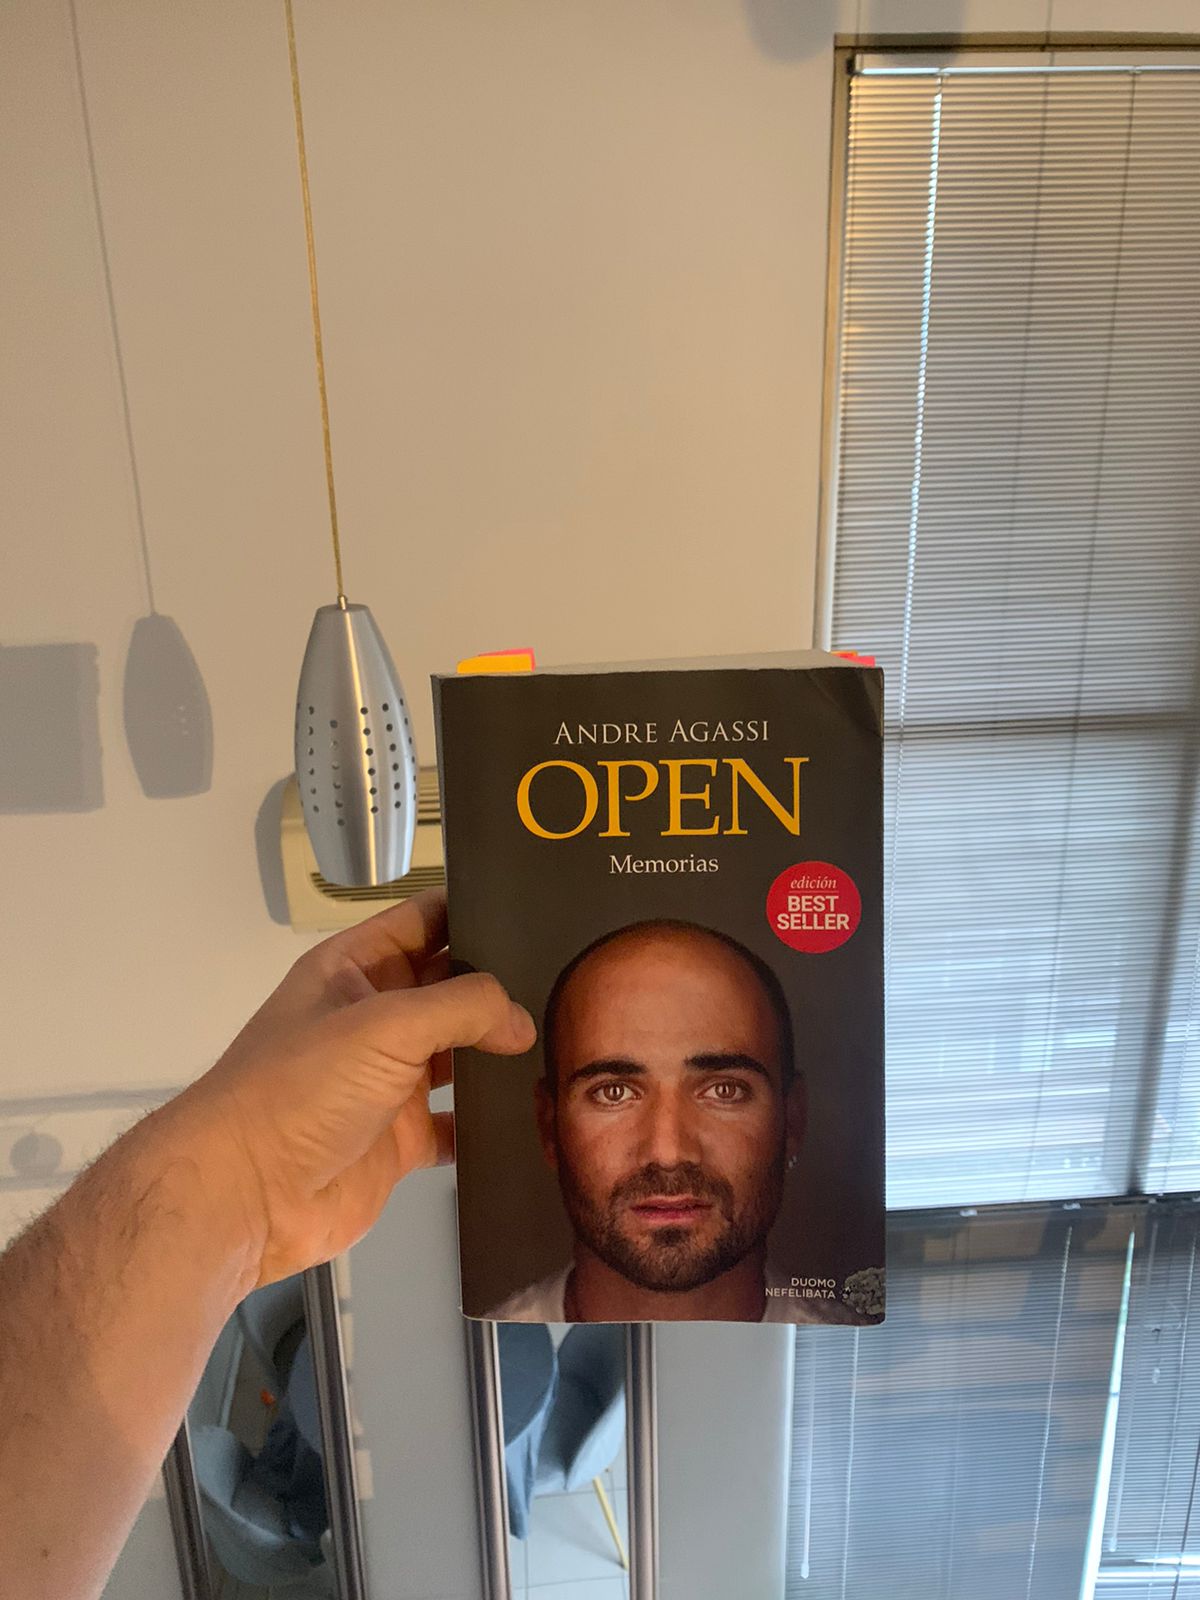 ANDRE AGASSI
OPEN
Memorias
edición
BEST
SELLER
DUOMO
NEFELIBATA